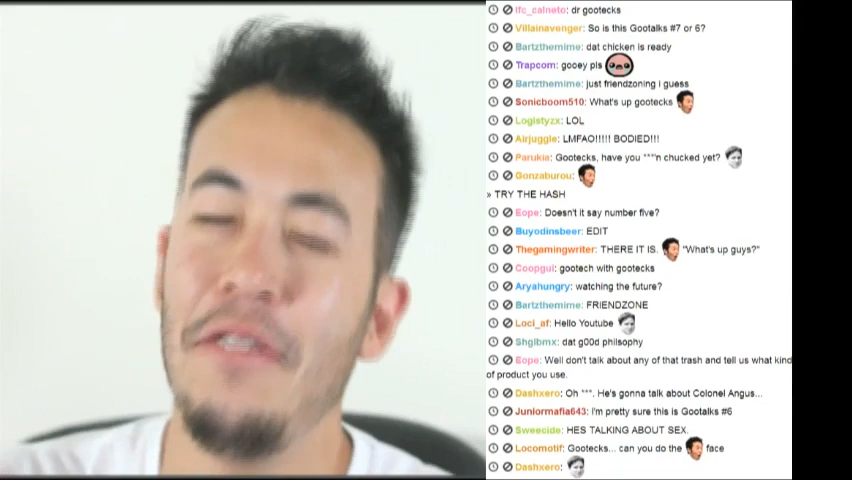 lfc_calneto: dr gootecks
Villainavenger: So is this Gootalks #7 or 6?
Bartzthemime: dat chicken is ready
Trapcom: gooey pls
Bartzthemime: just friendzoning i guess
Sonicboom510: What's up gootecks
Logistyzx: LOL
Airjuggle: LMFAO!!!!! BODIED!!!
Parukia: Gootecks, have you ****n chucked yet?
Gonzaburou:
» TRY THE HASH
Eope: Doesn't it say number five?
Buyodinsbeer: EDIT
Thegamingwriter: THERE IT IS. "What's up guys?"
Coopgui: gootech with gootecks
Aryahungry: watching the future?
Bartzthemime: FRIENDZONE
Loci_af: Hello Youtube
Shglbmx: dat g00d philsophy
Eope: Well don't talk about any of that trash and tell us what kind
of product you use.
Dashxero: Oh ***. He's gonna talk about Colonel Angus...
Juniormafia643: I'm pretty sure this is Gootalks #6
Sweecide: HES TALKING ABOUT SEX.
Locomotif: Gootecks... can you do the face
Dashxero: